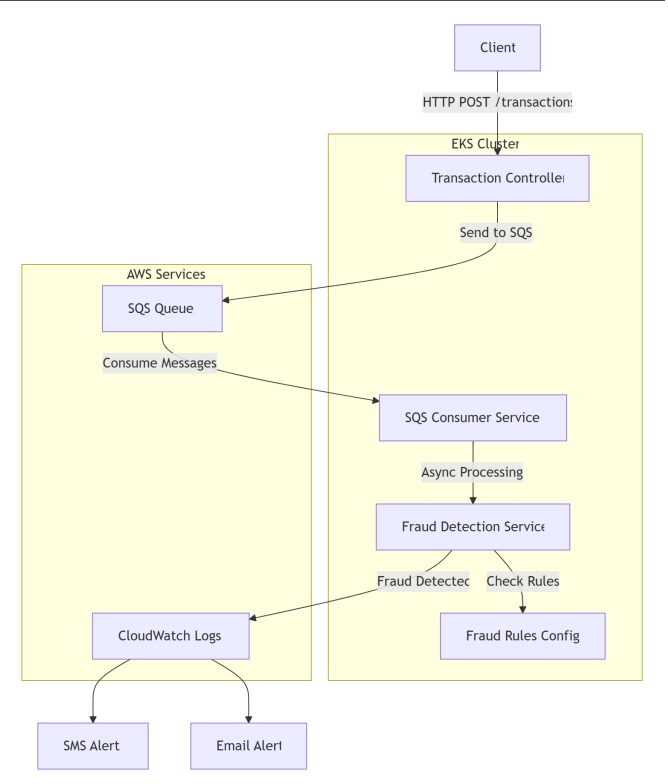 Client
HTTP POST /transactions
EKS Cluster
Transaction Controller
Send to SQS
AWS Services
SQS Queue
Consume Messages
SQS Consumer Service
Async Processing
Fraud Detection Service
Fraud Detected
Check Rules
CloudWatch Logs
Fraud Rules Config
SMS Alert
Email Alert